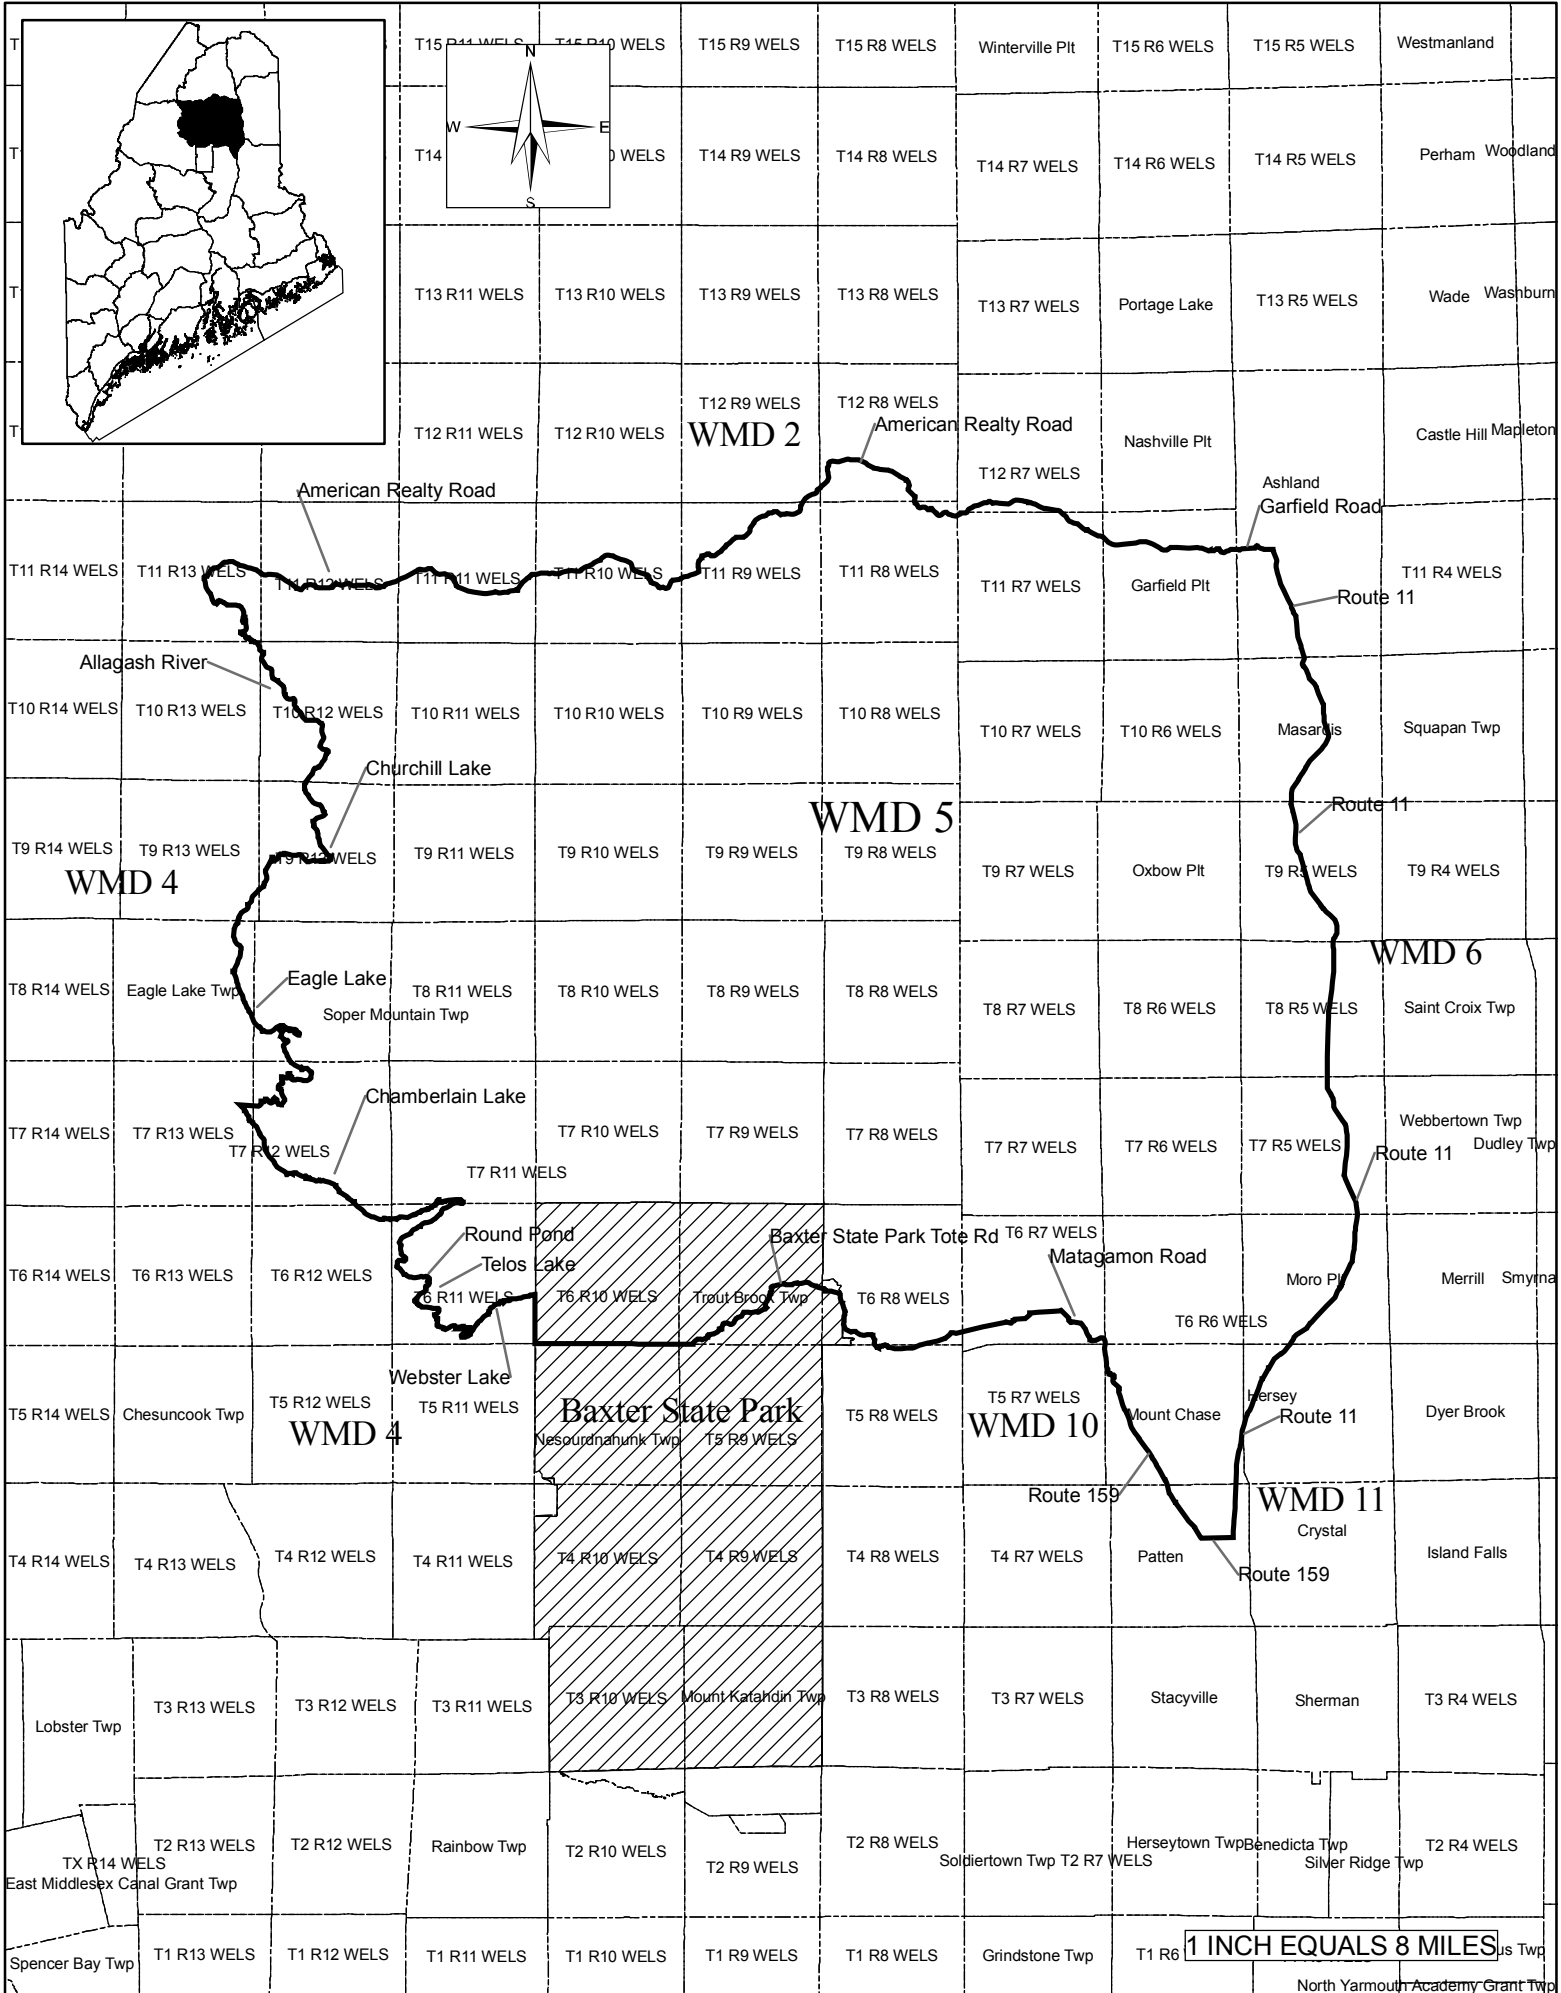 T15 R11 WELS
T15 R10 WELS
T15 R9 WELS
T15 R8 WELS
Winterville Plt
T15 R6 WELS
T15 R5 WELS
Westmanland
N
W
E
S
T14
WELS
T14 R9 WELS
T14 R8 WELS
T14 R7 WELS
T14 R6 WELS
T14 R5 WELS
Perham
Woodland
T13 R11 WELS
T13 R10 WELS
T13 R9 WELS
T13 R8 WELS
T13 R7 WELS
Portage Lake
T13 R5 WELS
Wade
Washburn
T12 R11 WELS
T12 R10 WELS
T12 R9 WELS
WMD 2
T12 R8 WELS
American Realty Road
T12 R7 WELS
Nashville Plt
Ashland
Garfield Road
Castle Hill
Mapleton
American Realty Road
T11 R14 WELS
T11 R13 WELS
T11 R12 WELS
T11 R11 WELS
T11 R10 WELS
T11 R9 WELS
T11 R8 WELS
T11 R7 WELS
Garfield Plt
Route 11
T11 R4 WELS
Allagash River
T10 R14 WELS
T10 R13 WELS
T10 R12 WELS
T10 R11 WELS
T10 R10 WELS
T10 R9 WELS
T10 R8 WELS
T10 R7 WELS
T10 R6 WELS
Masardis
Squapan Twp
Churchill Lake
WMD 5
Route 11
T9 R14 WELS
T9 R13 WELS
T9 R12 WELS
T9 R11 WELS
T9 R10 WELS
T9 R9 WELS
T9 R8 WELS
T9 R7 WELS
Oxbow Plt
T9 R5 WELS
T9 R4 WELS
WMD 4
WMD 6
T8 R14 WELS
Eagle Lake Twp
Eagle Lake
Soper Mountain Twp
T8 R11 WELS
T8 R10 WELS
T8 R9 WELS
T8 R8 WELS
T8 R7 WELS
T8 R6 WELS
T8 R5 WELS
Saint Croix Twp
Chamberlain Lake
T7 R14 WELS
T7 R13 WELS
T7 R12 WELS
T7 R11 WELS
T7 R10 WELS
T7 R9 WELS
T7 R8 WELS
T7 R7 WELS
T7 R6 WELS
T7 R5 WELS
Route 11
Webbertown Twp
Dudley Twp
Round Pond
Telos Lake
Baxter State Park Tote Rd
T6 R7 WELS
Matagamon Road
T6 R14 WELS
T6 R13 WELS
T6 R12 WELS
T6 R11 WELS
T6 R10 WELS
Trout Brook Twp
T6 R8 WELS
T6 R6 WELS
Moro Pl
Merrill
Smyrna
Webster Lake
T5 R14 WELS
Chesuncook Twp
T5 R12 WELS
WMD 4
T5 R11 WELS
Baxter State Park
Nesourdnahunk Twp
T5 R9 WELS
T5 R8 WELS
T5 R7 WELS
WMD 10
Mount Chase
Hersey
Route 11
Dyer Brook
Route 159
WMD 11
Crystal
T4 R14 WELS
T4 R13 WELS
T4 R12 WELS
T4 R11 WELS
T4 R10 WELS
T4 R9 WELS
T4 R8 WELS
T4 R7 WELS
Patten
Route 159
Island Falls
Lobster Twp
T3 R13 WELS
T3 R12 WELS
T3 R11 WELS
T3 R10 WELS
Mount Katahdin Twp
T3 R8 WELS
T3 R7 WELS
Stacyville
Sherman
T3 R4 WELS
TX R14 WELS
East Middlesex Canal Grant Twp
T2 R13 WELS
T2 R12 WELS
Rainbow Twp
T2 R10 WELS
T2 R9 WELS
T2 R8 WELS
Soldiertown Twp T2 R7 WELS
Herseytown Twp
Benedicta Twp
Silver Ridge Twp
T2 R4 WELS
Spencer Bay Twp
T1 R13 WELS
T1 R12 WELS
T1 R11 WELS
T1 R10 WELS
T1 R9 WELS
T1 R8 WELS
Grindstone Twp
T1 R6
1 INCH EQUALS 8 MILES
us Twp
North Yarmouth Academy Grant Twp